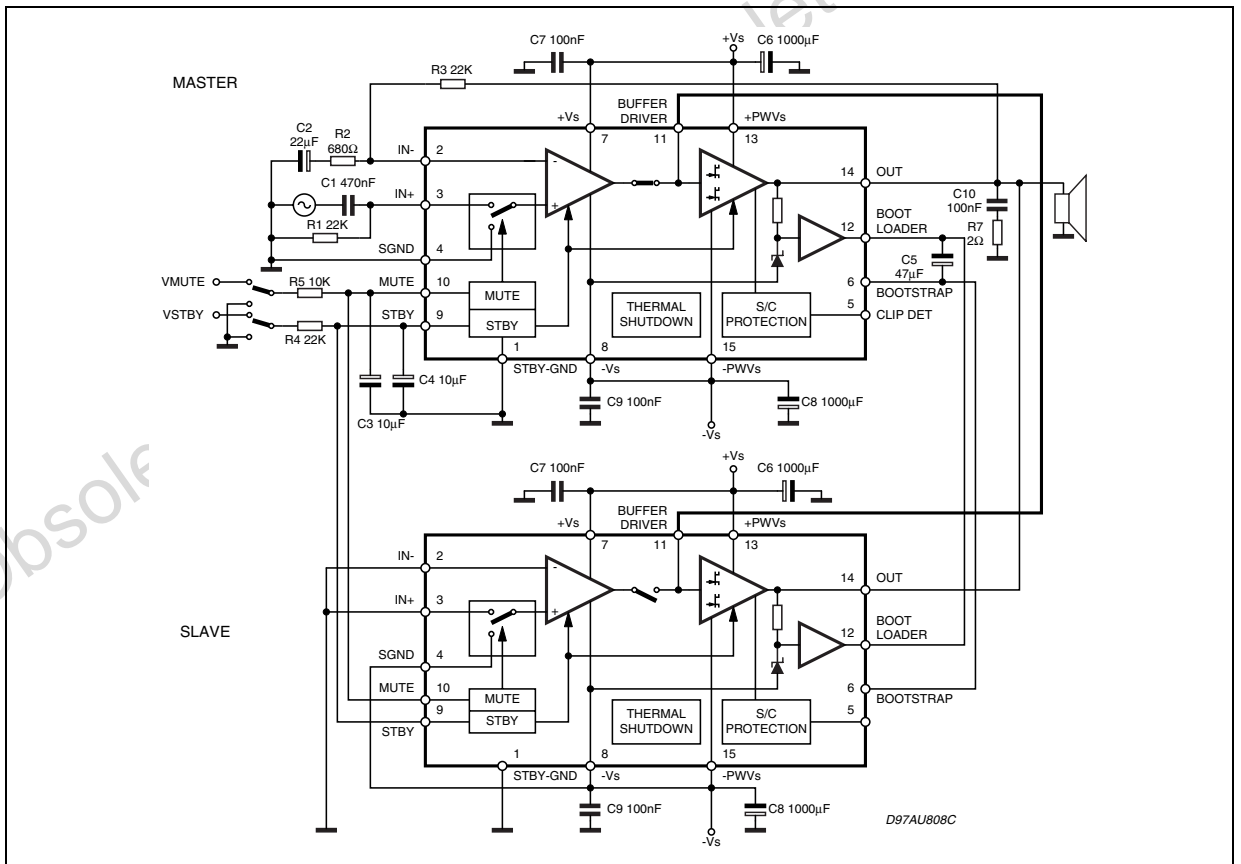 MASTER
C7 100nF
+Vs
C6 1000µF
R3 22K
BUFFER
DRIVER
+Vs
7
11
+PWVs
13
C2
22µF
R2
680Ω
IN-
2
-
14
OUT
C1 470nF
IN+
3
+
R1 22K
C10
100nF
R7
2Ω
BOOT
LOADER
12
SGND
4
C5
47µF
VMUTE
R5 10K
MUTE
10
MUTE
6
BOOTSTRAP
VSTBY
R4 22K
STBY
9
STBY
THERMAL
SHUTDOWN
S/C
PROTECTION
5
CLIP DET
1
STBY-GND
8
-Vs
15
-PWVs
C4 10µF
C3 10µF
C9 100nF
C8 1000µF
-Vs
Obsole
let
SLAVE
C7 100nF
+Vs
C6 1000µF
BUFFER
DRIVER
+Vs
7
11
+PWVs
13
IN-
2
-
14
OUT
IN+
3
+
BOOT
LOADER
12
SGND
4
MUTE
10
MUTE
6
BOOTSTRAP
9
STBY
STBY
THERMAL
SHUTDOWN
S/C
PROTECTION
5
1
STBY-GND
8
-Vs
15
-PWVs
C9 100nF
C8 1000µF
-Vs
D97AU808C